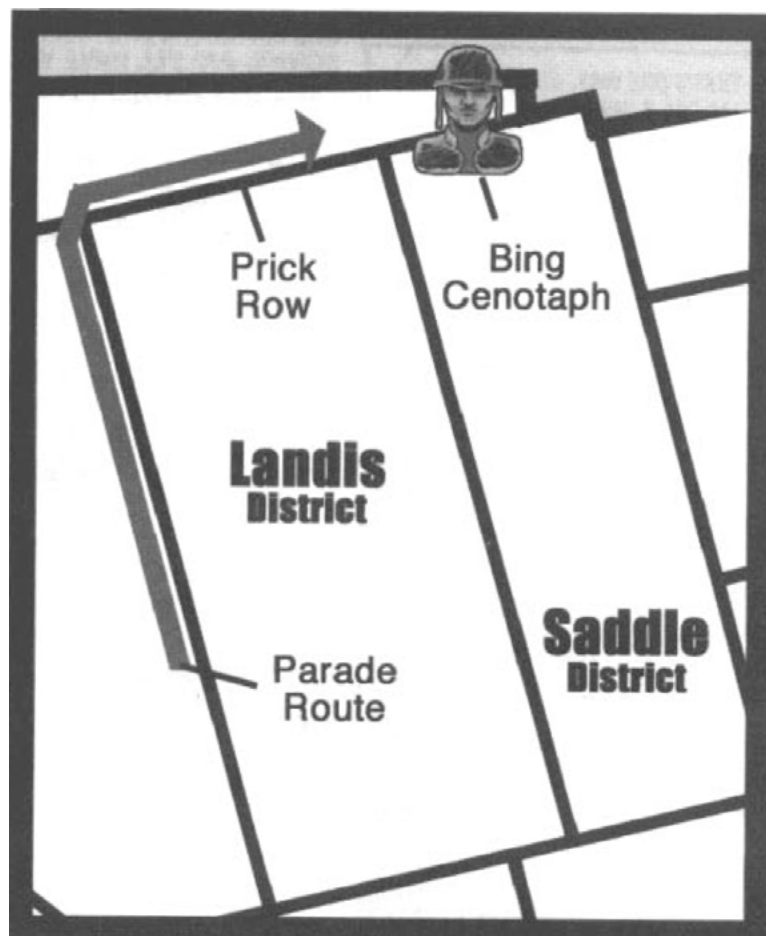 Prick
Row
Bing
Cenotaph
Landis
District
Saddle
District
Parade
Route